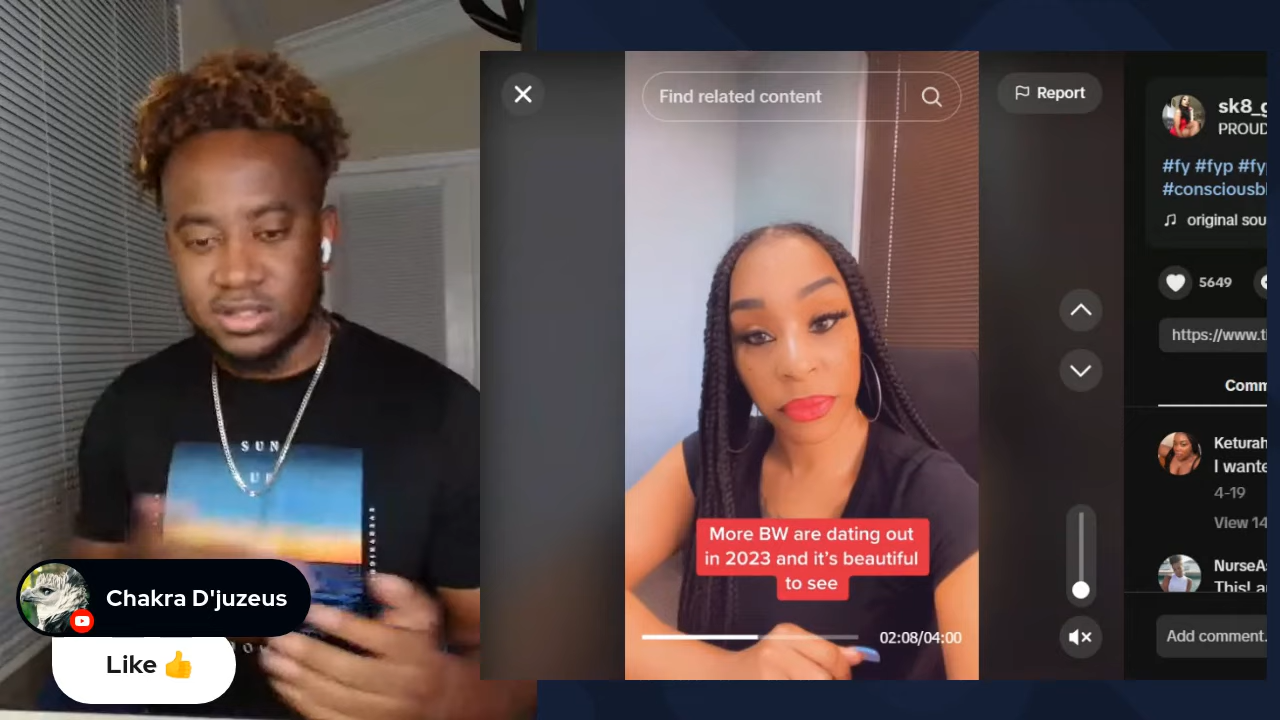 SUN
UP
Chakra D'juzeus
Like 👍
Find related content
More BW are dating out
in 2023 and it's beautiful
to see
02:08/04:00
Report
sk8_g
PROUD
#fy #fyp #fy
#consciousbl
original sou
5649
https://www.ti
Comm
Keturah
I wante
4-19
View 14
NurseA
This! a
Add comment.